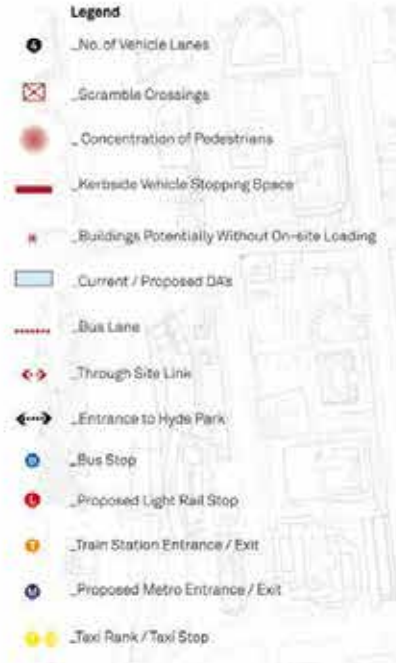 Legend
4 _No. of Vehicle Lanes
_Scramble Crossings
_ Concentration of Pedestrians
_Kerbside Vehicle Stopping Space
_Buildings Potentially Without On-site Loading
_Current / Proposed DA's
_Bus Lane
_Through Site Link
_Entrance to Hyde Park
B _Bus Stop
L _Proposed Light Rail Stop
T _Train Station Entrance / Exit
M _Proposed Metro Entrance / Exit
_Taxi Rank / Taxi Stop